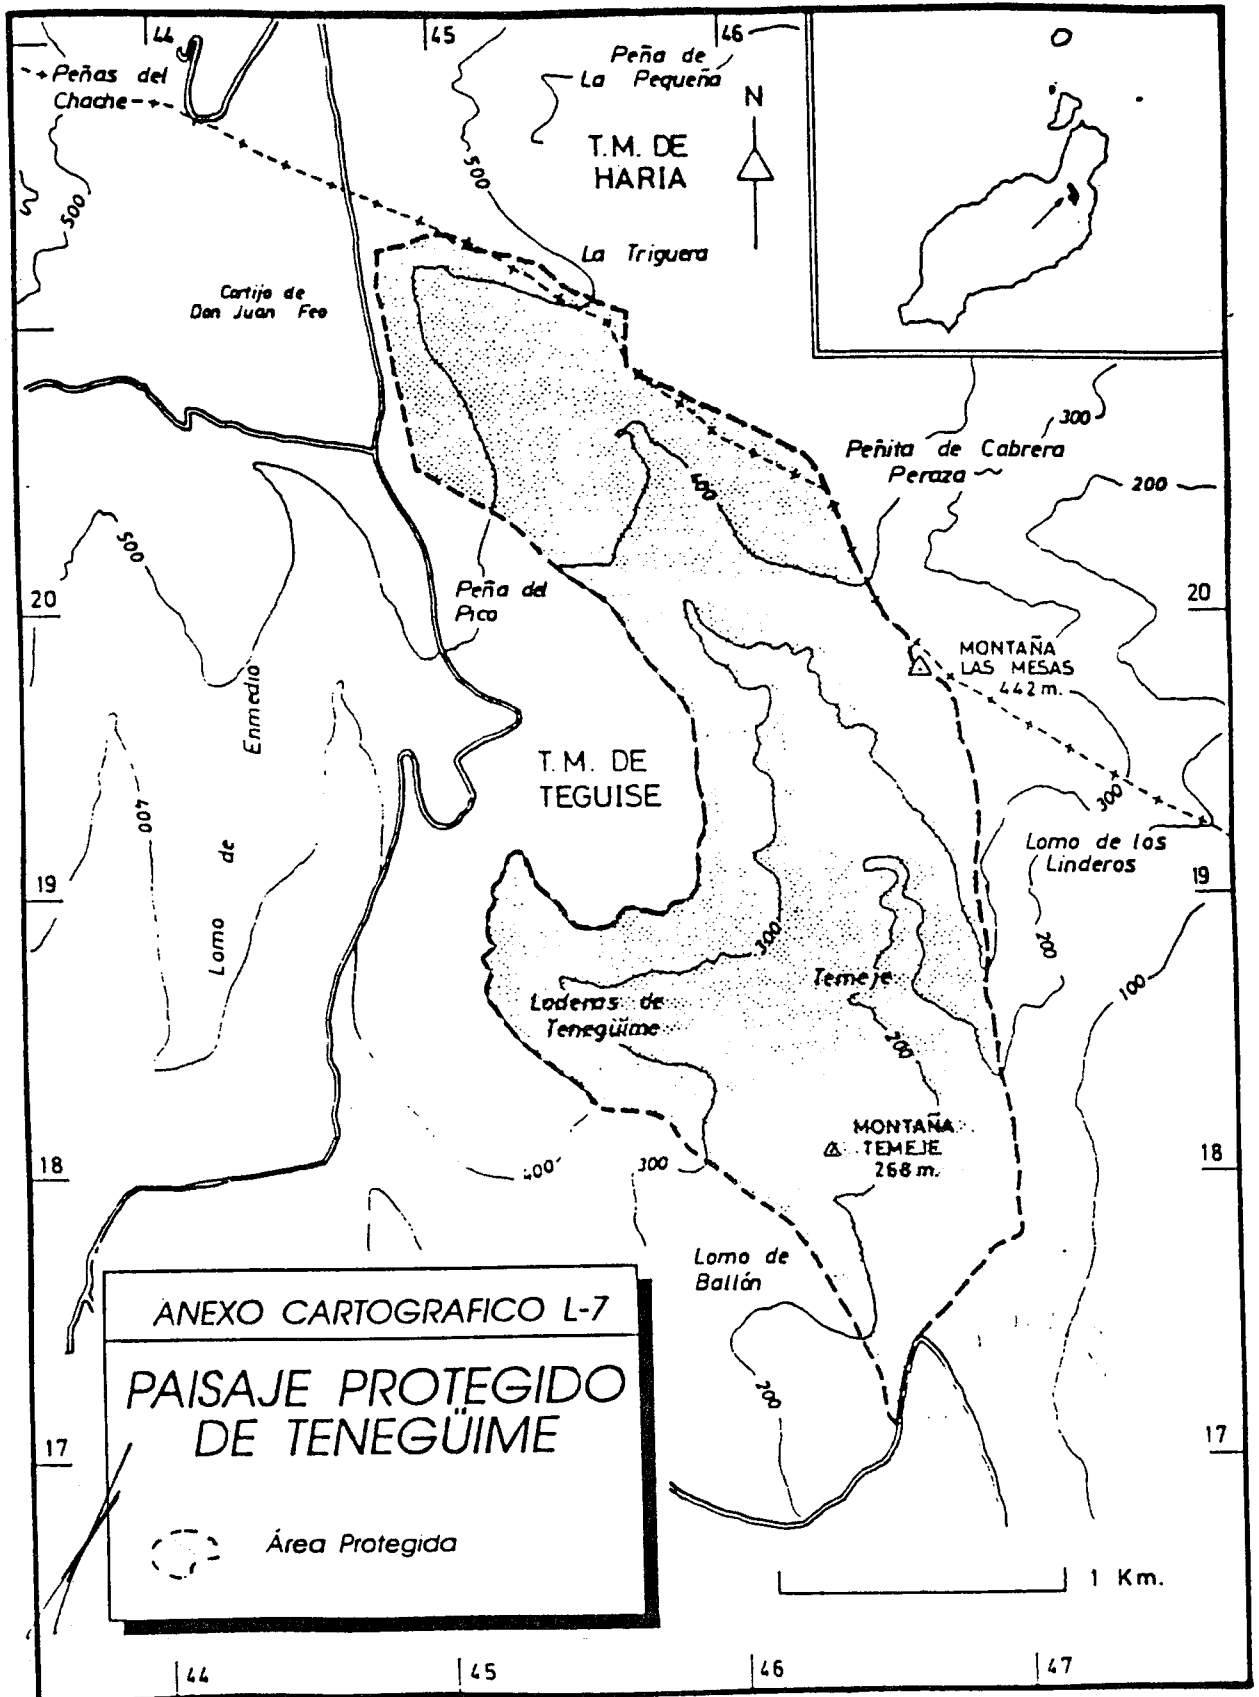 44
45
46
Peñas del
Chache
Peña de
La Pequeña
N
T.M. DE
HARIA
500
500
La Triguera
Cortijo de
Don Juan Feo
300
Peñita de Cabrera
Peraza
200
400
500
Peña del
Pico
20
20
MONTAÑA
LAS MESAS
442 m.
Enmedio
de
Lomo
T.M. DE
TEGUISE
400
300
Lomo de los
Linderos
19
19
300
200
100
Temeje
Laderas de
Tenegüime
200
MONTAÑA
TEMEJE
268 m.
18
18
400
300
Lomo de
Ballón
200
ANEXO CARTOGRAFICO L-7
PAISAJE PROTEGIDO
DE TENEGÜIME
Área Protegida
17
17
1 Km.
44
45
46
47